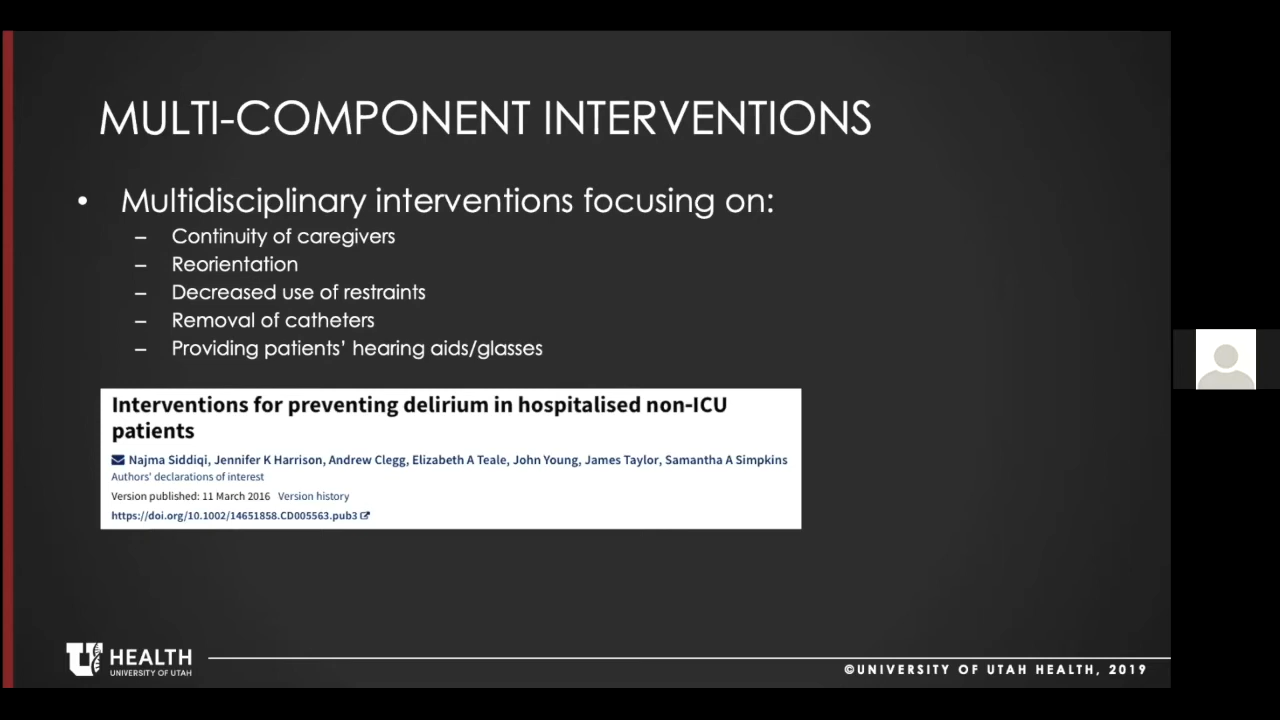 MULTI-COMPONENT INTERVENTIONS
• Multidisciplinary interventions focusing on:
– Continuity of caregivers
– Reorientation
– Decreased use of restraints
– Removal of catheters
– Providing patients’ hearing aids/glasses
Interventions for preventing delirium in hospitalised non-ICU
patients
Najma Siddiqi, Jennifer K Harrison, Andrew Clegg, Elizabeth A Teale, John Young, James Taylor, Samantha A Simpkins
Authors' declarations of interest
Version published: 11 March 2016 Version history
https://doi.org/10.1002/14651858.CD005563.pub3
U HEALTH
UNIVERSITY OF UTAH
©UNIVERSITY OF UTAH HEALTH, 2019